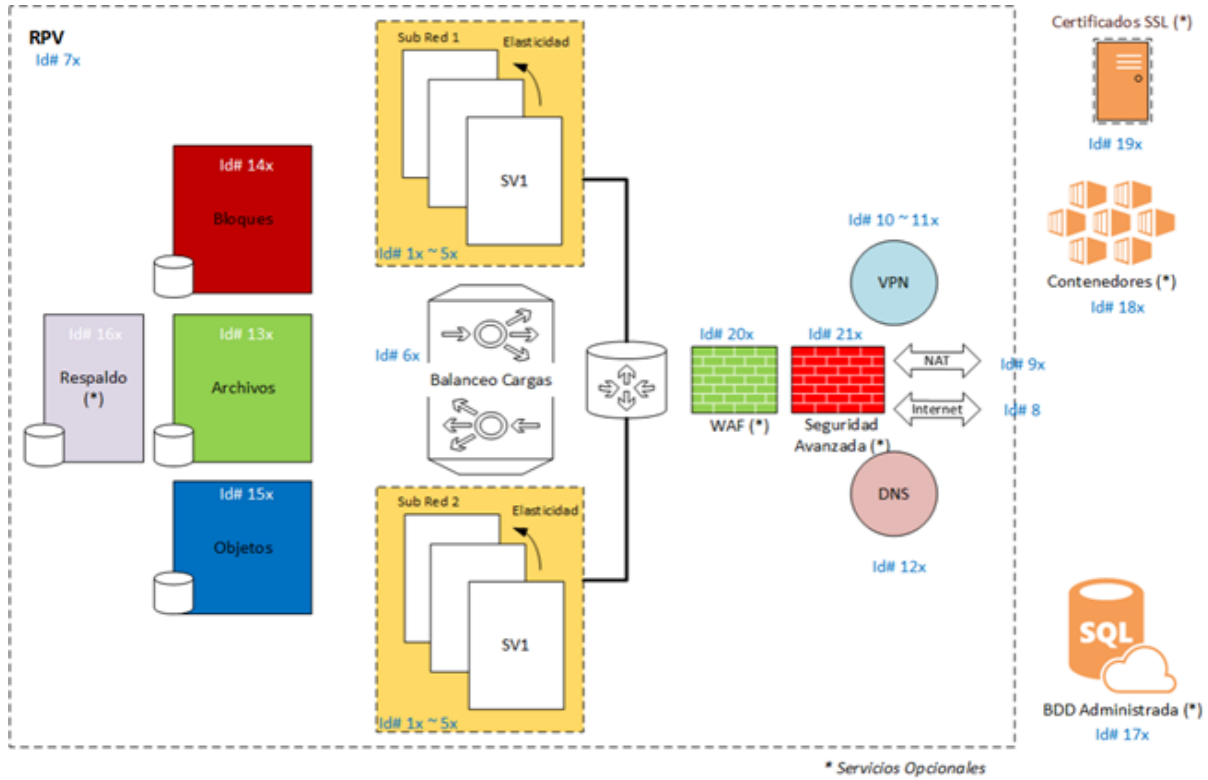 RPV
Id# 7x
Sub Red 1
Elasticidad
SV1
Id# 1x ~ 5x
Certificados SSL (*)
Id# 19x
Id# 14x
Bloques
Id# 10 ~ 11x
VPN
Contenedores (*)
Id# 18x
Id# 16x
Respaldo
(*)
Id# 13x
Archivos
Id# 6x
Balanceo Cargas
Id# 20x
WAF (*)
Id# 21x
Seguridad
Avanzada (*)
NAT
Id# 9x
Internet
Id# 8
Id# 15x
Objetos
Sub Red 2
Elasticidad
SV1
Id# 1x ~ 5x
DNS
Id# 12x
SQL
BDD Administrada (*)
Id# 17x
* Servicios Opcionales